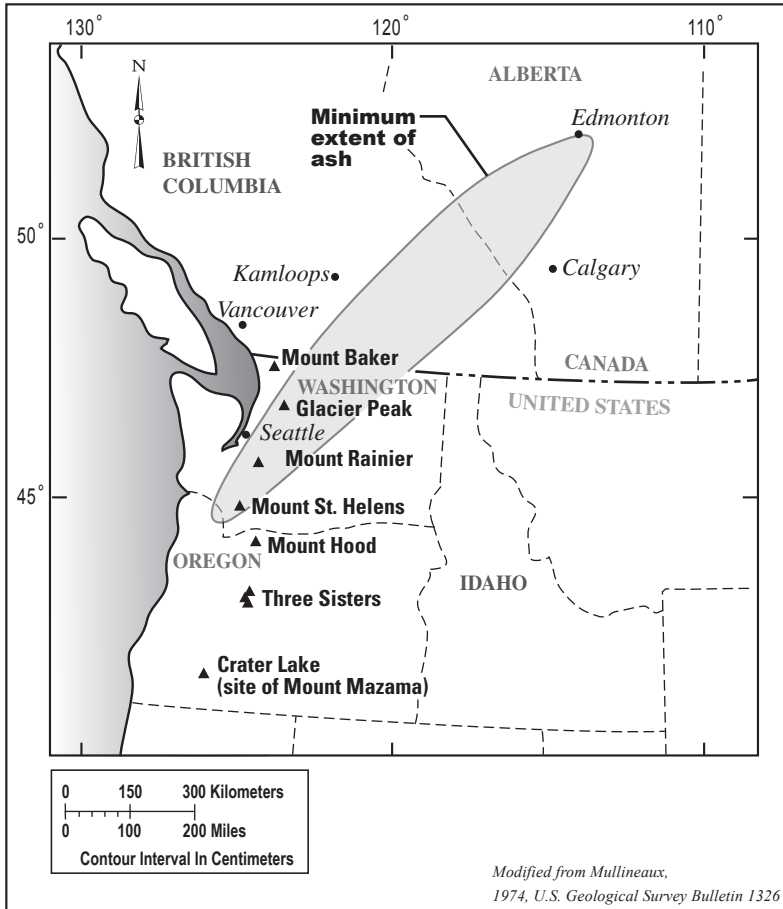 130° 120° 110°
N
ALBERTA
Minimum
extent of
ash
Edmonton
BRITISH
COLUMBIA
50°
Kamloops
Calgary
Vancouver
Mount Baker
CANADA
WASHINGTON
UNITED STATES
Glacier Peak
Seattle
Mount Rainier
45°
Mount St. Helens
Mount Hood
OREGON
IDAHO
Three Sisters
Crater Lake
(site of Mount Mazama)
0 150 300 Kilometers
0 100 200 Miles
Contour Interval In Centimeters
Modified from Mullineaux,
1974, U.S. Geological Survey Bulletin 1326